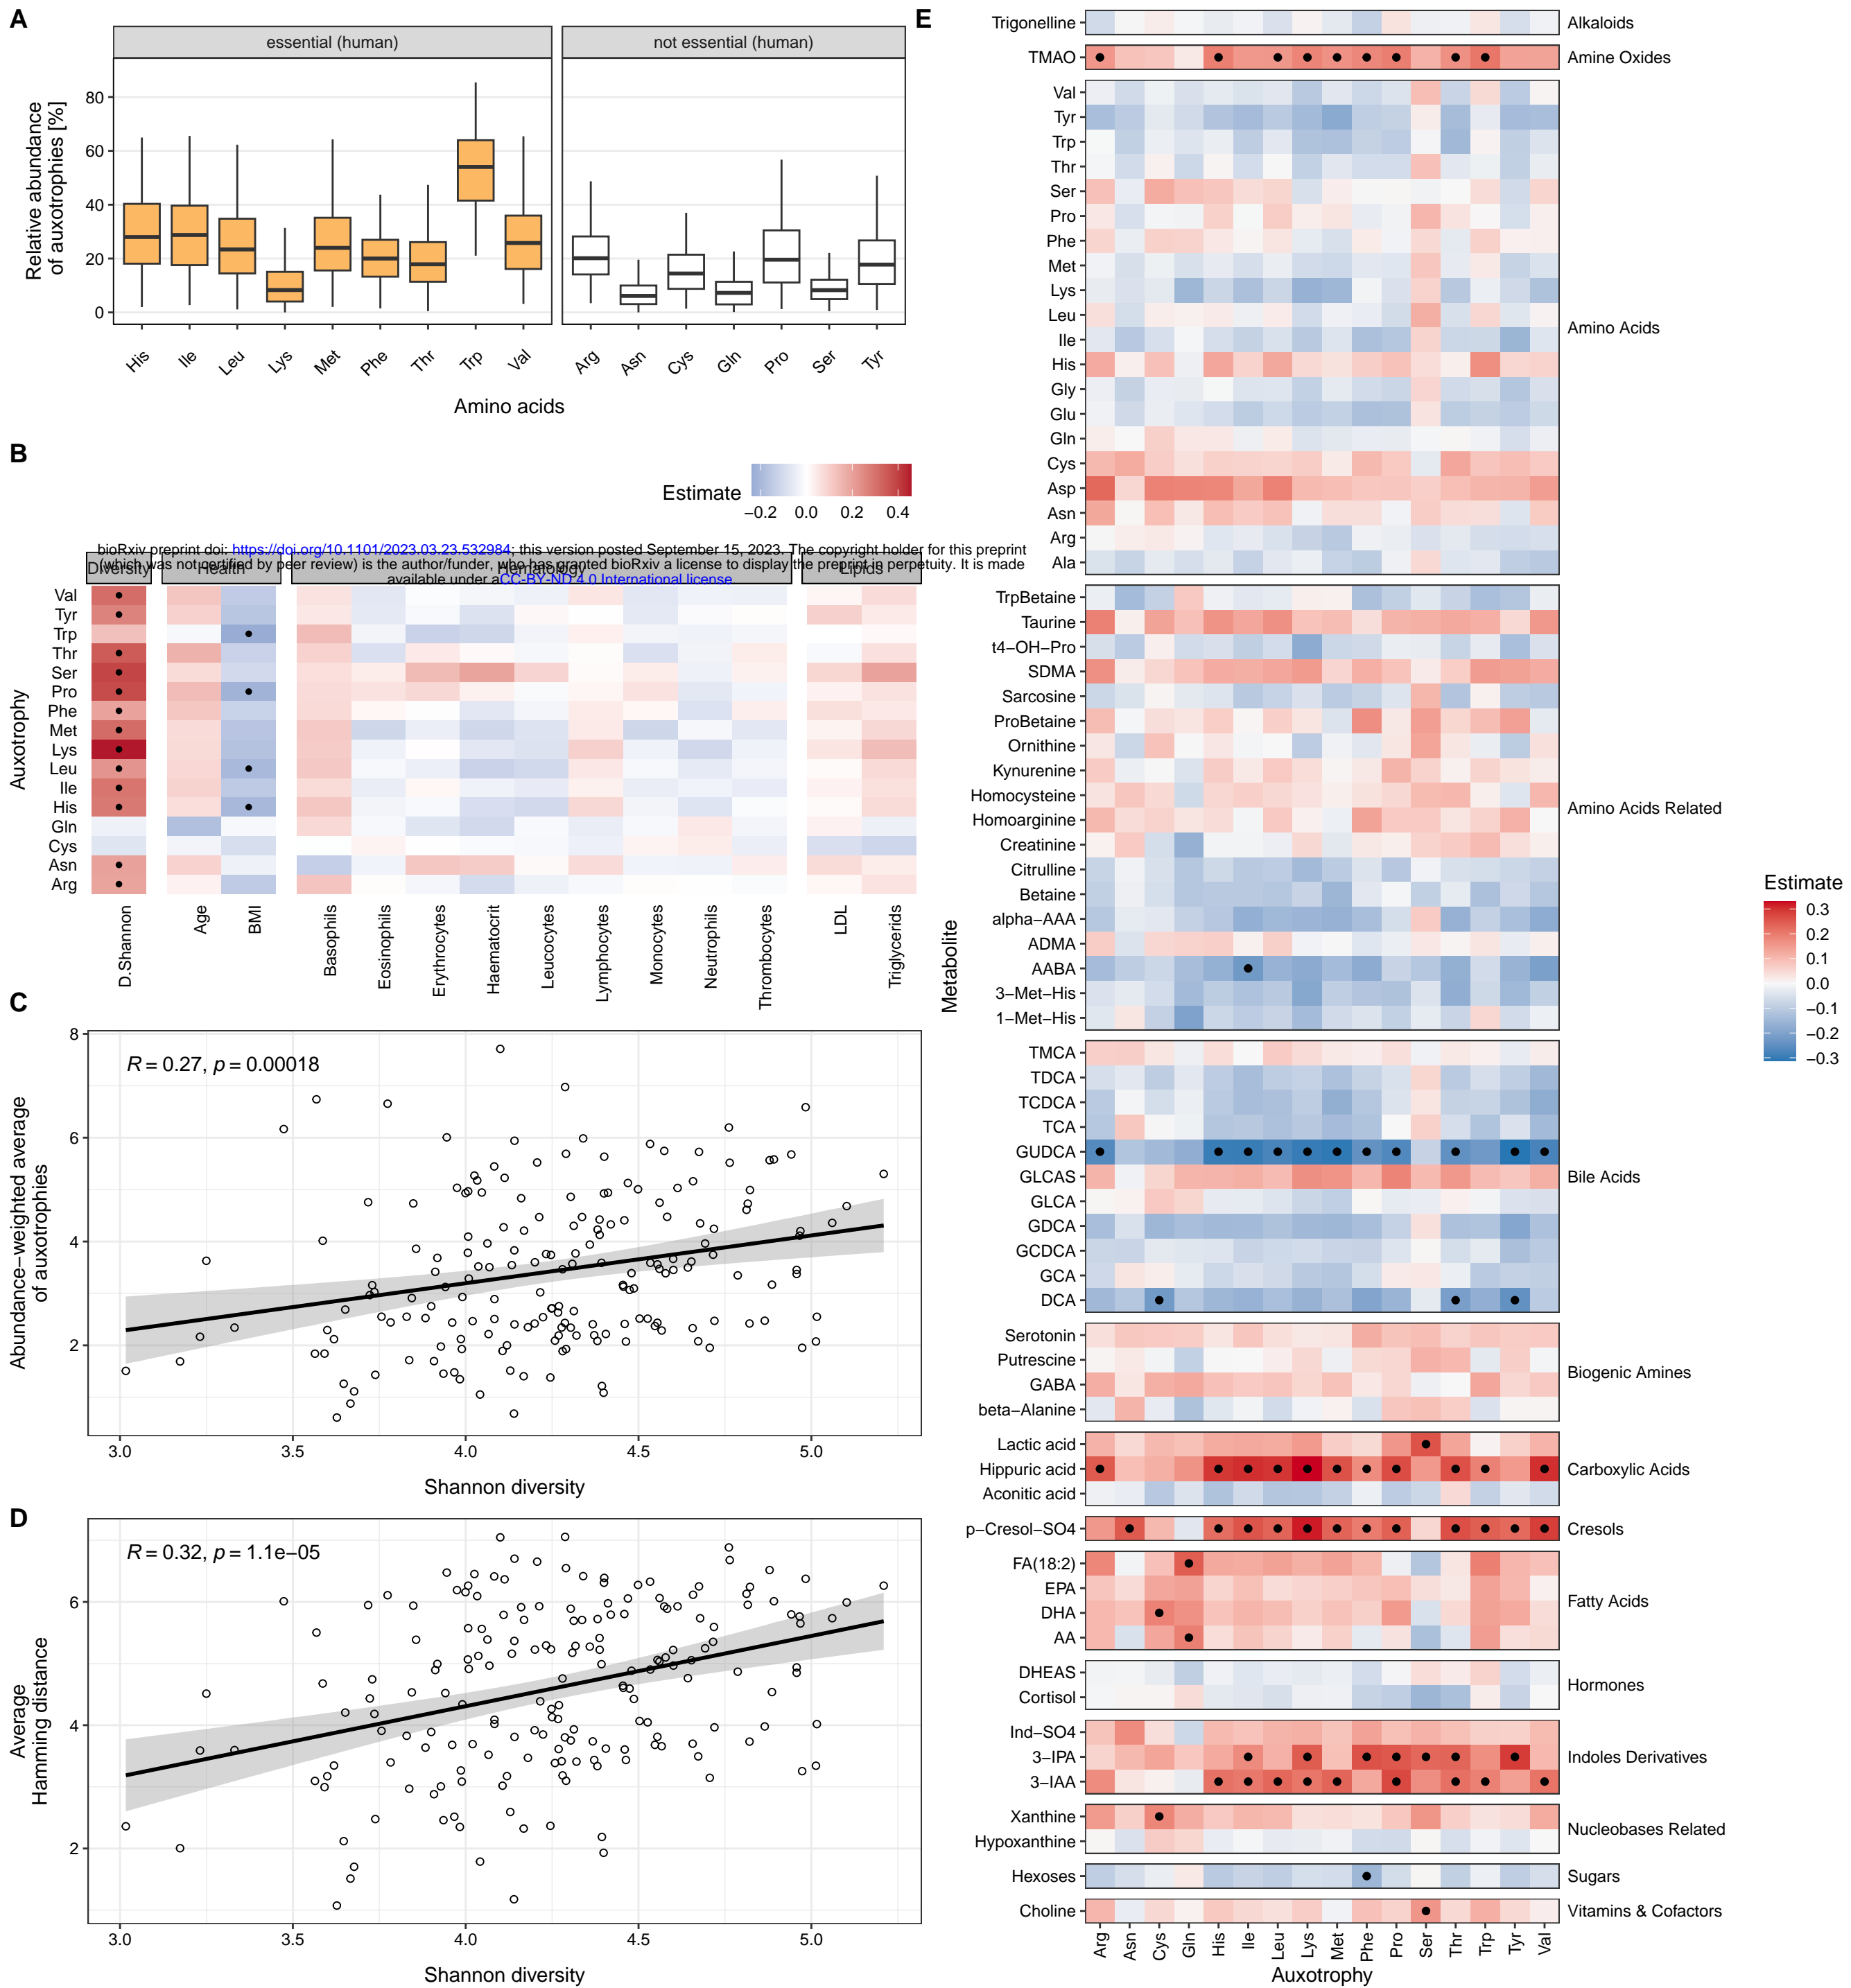 A
essential (human)
not essential (human)
Relative abundance
of auxotrophies [%]
80
60
40
20
0
His Ile Leu Lys Met Phe Thr Trp Val Arg Asn Cys Gln Pro Ser Tyr
Amino acids
B
Estimate
−0.2 0.0 0.2 0.4
bioRxiv preprint doi: https://doi.org/10.1101/2023.03.23.532984; this version posted September 15, 2023. The copyright holder for this preprint
(which was not certified by peer review) is the author/funder, who has granted bioRxiv a license to display the preprint in perpetuity. It is made
available under aCC-BY-ND 4.0 International license
Diversity Health Hematology Lipids
Auxotrophy
Val
Tyr
Trp
Thr
Ser
Pro
Phe
Met
Lys
Leu
Ile
His
Gln
Cys
Asn
Arg
D.Shannon Age BMI Basophils Eosinophils Erythrocytes Haematocrit Leucocytes Lymphocytes Monocytes Neutrophils Thrombocytes LDL Triglycerids
C
R = 0.27, p = 0.00018
Abundance−weighted average
of auxotrophies
8
6
4
2
3.0 3.5 4.0 4.5 5.0
Shannon diversity
D
R = 0.32, p = 1.1e−05
Average
Hamming distance
6
4
2
3.0 3.5 4.0 4.5 5.0
Shannon diversity
E
Metabolite
Trigonelline Alkaloids
TMAO Amine Oxides
Val
Tyr
Trp
Thr
Ser
Pro
Phe
Met
Lys
Leu
Amino Acids
Ile
His
Gly
Glu
Gln
Cys
Asp
Asn
Arg
Ala
TrpBetaine
Taurine
t4−OH−Pro
SDMA
Sarcosine
ProBetaine
Ornithine
Kynurenine
Homocysteine
Amino Acids Related
Homoarginine
Creatinine
Citrulline
Betaine
alpha−AAA
ADMA
AABA
3−Met−His
1−Met−His
TMCA
TDCA
TCDCA
TCA
GUDCA
GLCAS Bile Acids
GLCA
GDCA
GCDCA
GCA
DCA
Serotonin
Putrescine
Biogenic Amines
GABA
beta−Alanine
Lactic acid
Hippuric acid Carboxylic Acids
Aconitic acid
p−Cresol−SO4 Cresols
FA(18:2)
EPA
Fatty Acids
DHA
AA
DHEAS
Hormones
Cortisol
Ind−SO4
3−IPA Indoles Derivatives
3−IAA
Xanthine
Nucleobases Related
Hypoxanthine
Hexoses Sugars
Choline Vitamins & Cofactors
Arg Asn Cys Gln His Ile Leu Lys Met Phe Pro Ser Thr Trp Tyr Val
Auxotrophy
Estimate
0.3
0.2
0.1
0.0
−0.1
−0.2
−0.3